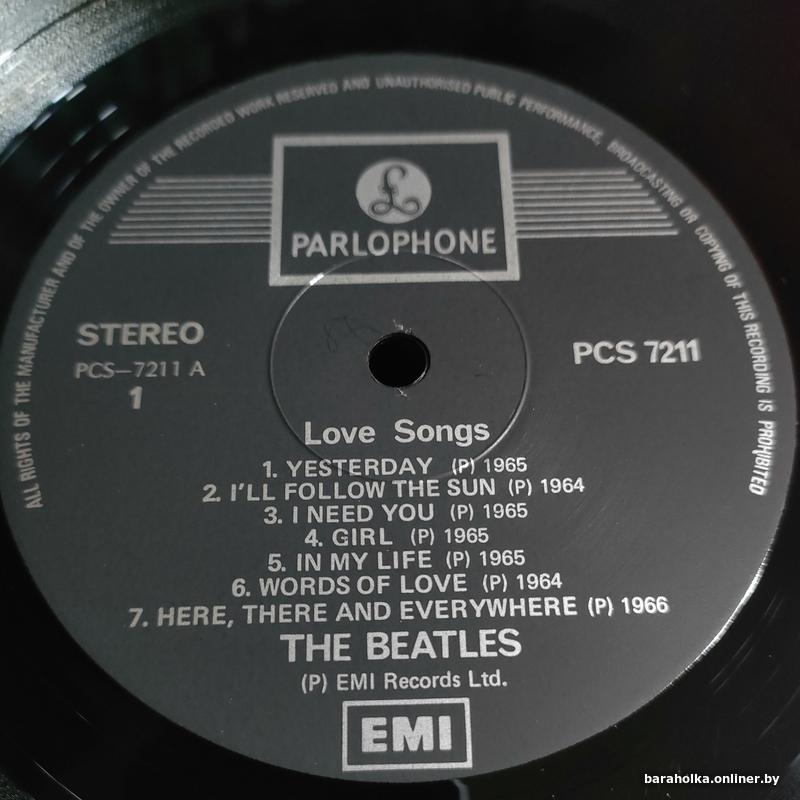 ALL RIGHTS OF THE MANUFACTURER AND OF THE OWNER OF THE RECORDED WORK RESERVED AND UNAUTHORISED PUBLIC PERFORMANCE, BROADCASTING OR COPYING OF THIS RECORDING IS PROHIBITED
£
PARLOPHONE
STEREO
PCS 7211
PCS–7211 A
1
Love Songs
1. YESTERDAY (P) 1965
2. I'LL FOLLOW THE SUN (P) 1964
3. I NEED YOU (P) 1965
4. GIRL (P) 1965
5. IN MY LIFE (P) 1965
6. WORDS OF LOVE (P) 1964
7. HERE, THERE AND EVERYWHERE (P) 1966
THE BEATLES
(P) EMI Records Ltd.
EMI
baraholka.onliner.by